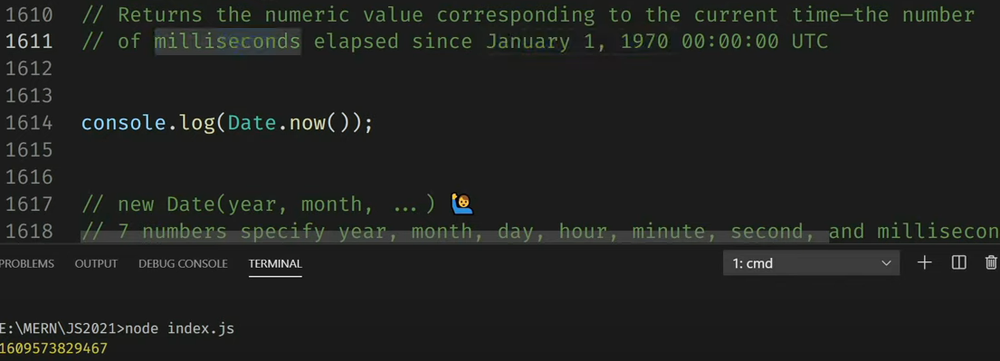 1610 // Returns the numeric value corresponding to the current time—the number
1611 // of milliseconds elapsed since January 1, 1970 00:00:00 UTC
1612
1613
1614 console.log(Date.now());
1615
1616
1617 // new Date(year, month, ...) 🙋‍♂️
1618 // 7 numbers specify year, month, day, hour, minute, second, and millisecon
PROBLEMS OUTPUT DEBUG CONSOLE TERMINAL 1: cmd
E:\MERN\JS2021>node index.js
1609573829467